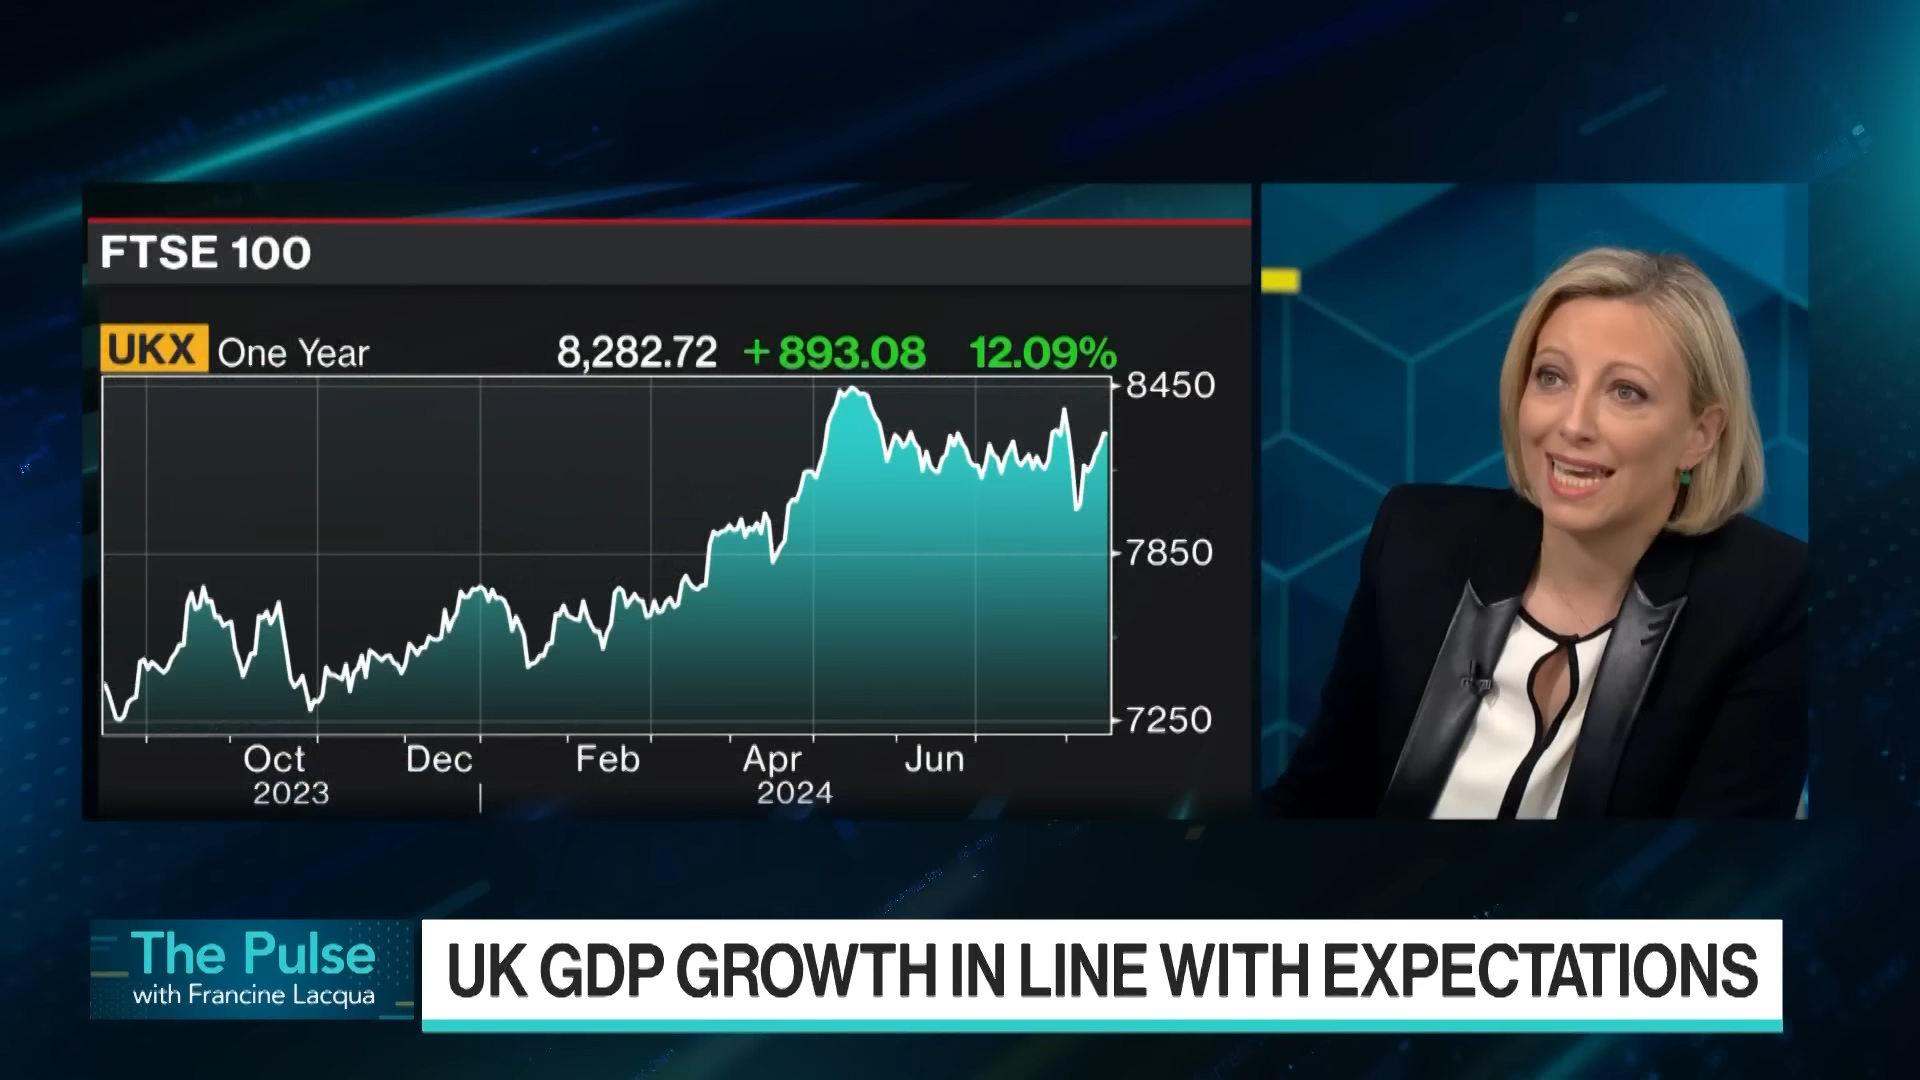 FTSE 100
UKX One Year 8,282.72 +893.08 12.09%
8450
7850
7250
Oct Dec Feb Apr Jun
2023 2024
The Pulse
with Francine Lacqua
UK GDP GROWTH IN LINE WITH EXPECTATIONS